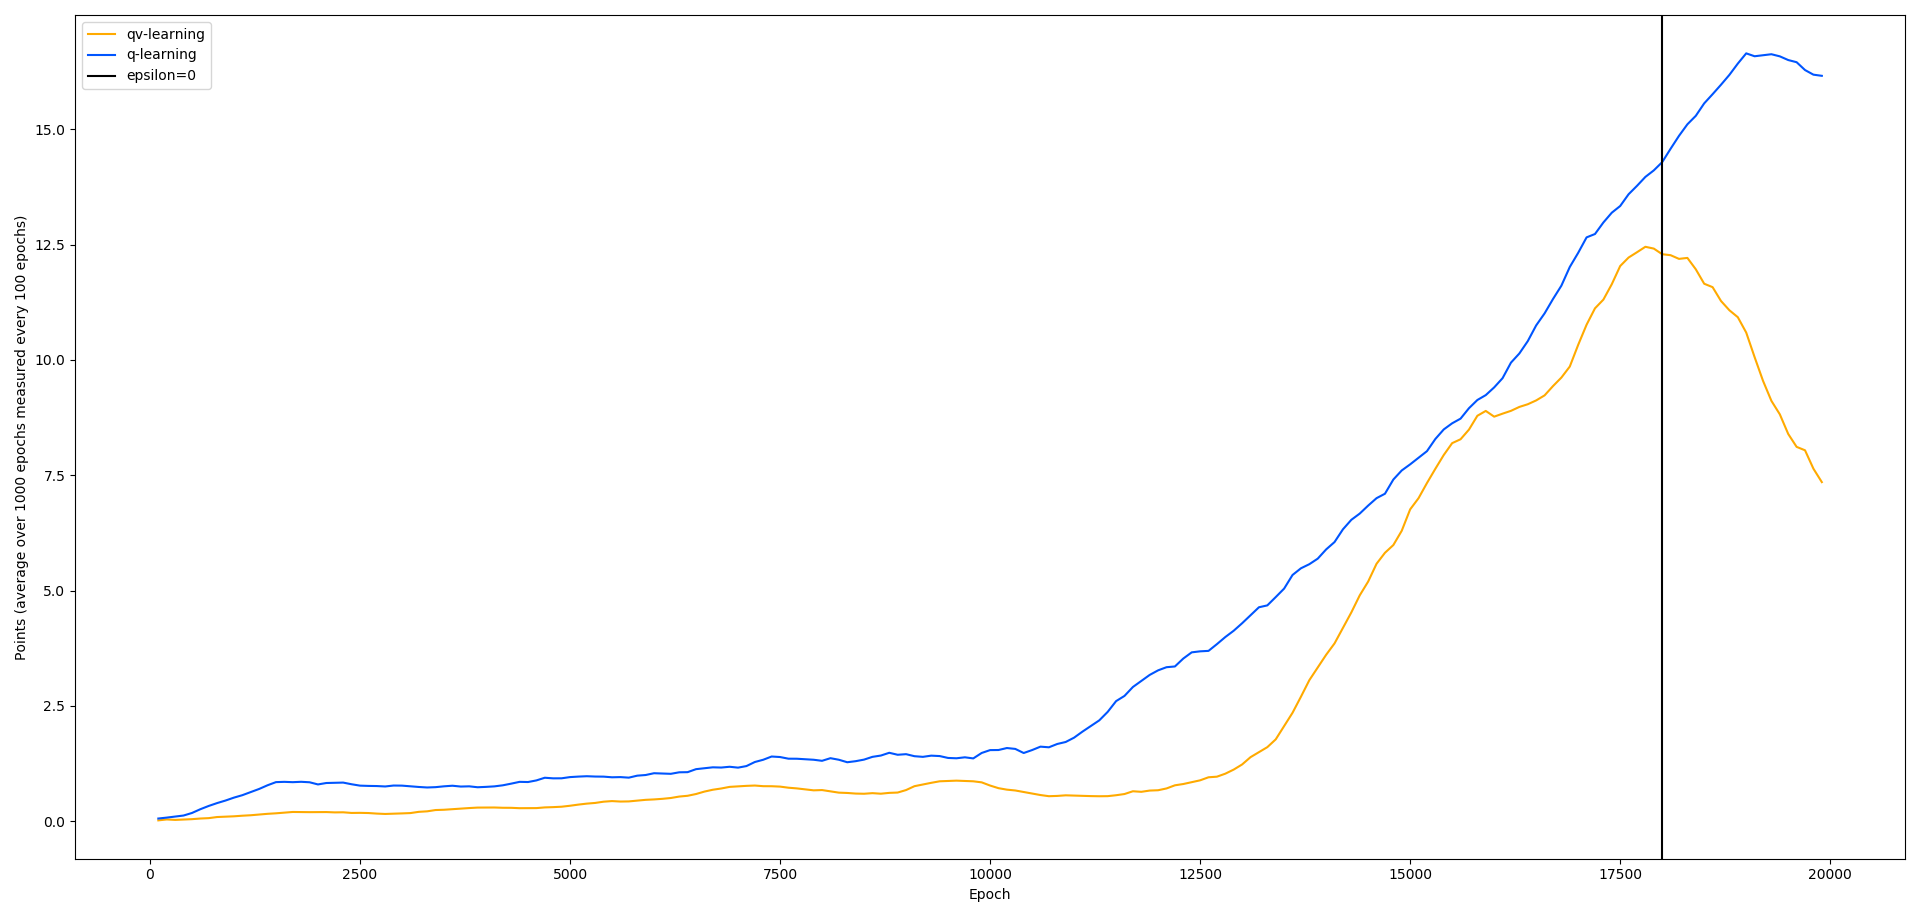 qv-learning
q-learning
epsilon=0
Points (average over 1000 epochs measured every 100 epochs)
15.0
12.5
10.0
7.5
5.0
2.5
0.0
0 2500 5000 7500 10000 12500 15000 17500 20000
Epoch